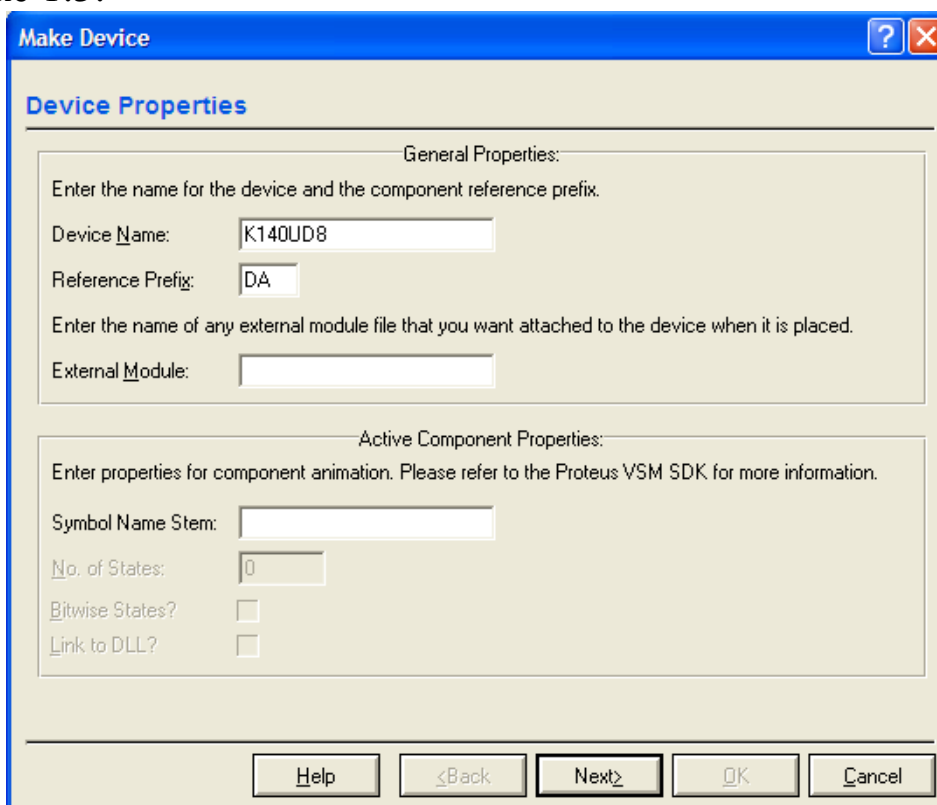 Make Device
Device Properties
General Properties:
Enter the name for the device and the component reference prefix.
Device Name: K140UD8
Reference Prefix: DA
Enter the name of any external module file that you want attached to the device when it is placed.
External Module:
Active Component Properties:
Enter properties for component animation. Please refer to the Proteus VSM SDK for more information.
Symbol Name Stem:
No. of States: 0
Bitwise States?
Link to DLL?
Help <Back Next> OK Cancel